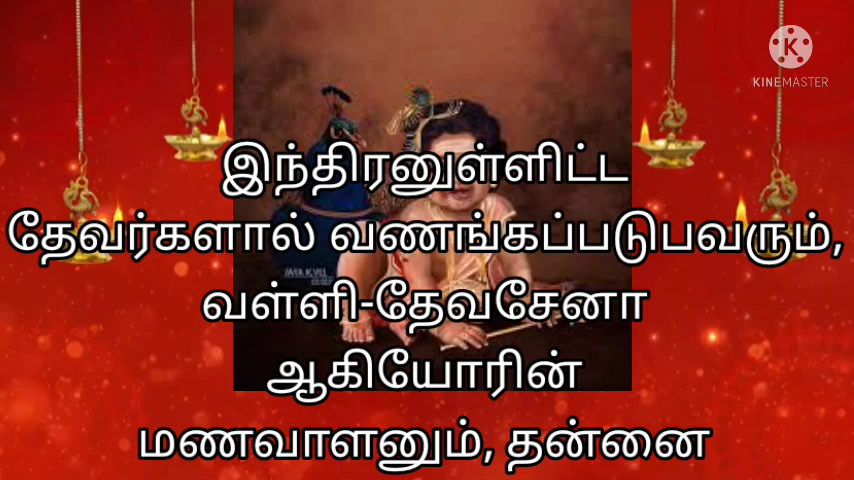 KINEMASTER
இந்திரனுள்ளிட்ட
தேவர்களால் வணங்கப்படுபவரும்,
வள்ளி-தேவசேனா
ஆகியோரின்
மணவாளனும், தன்னை